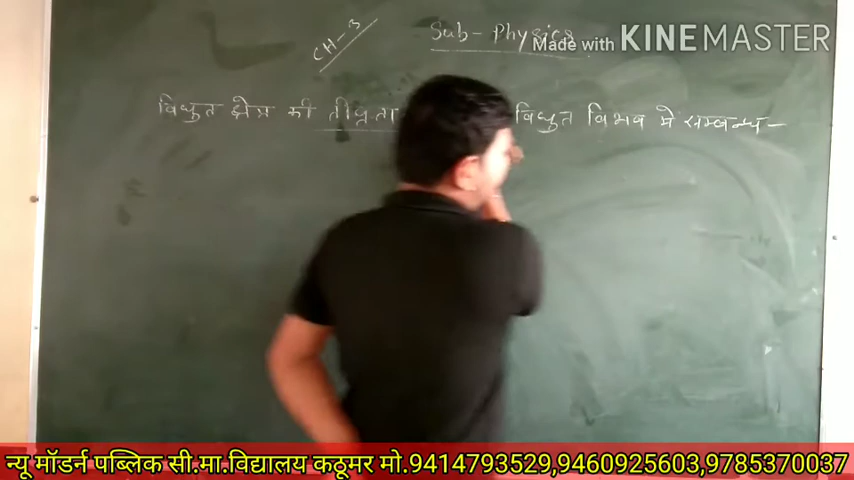 CH-3
Sub - Physics
Made with KINEMASTER
विधुत क्षेत्र की तीव्रता विधुत विभव मे सम्बन्ध -
न्यू मॉडर्न पब्लिक सी.मा.विद्यालय कठूमर मो.9414793529,9460925603,9785370037